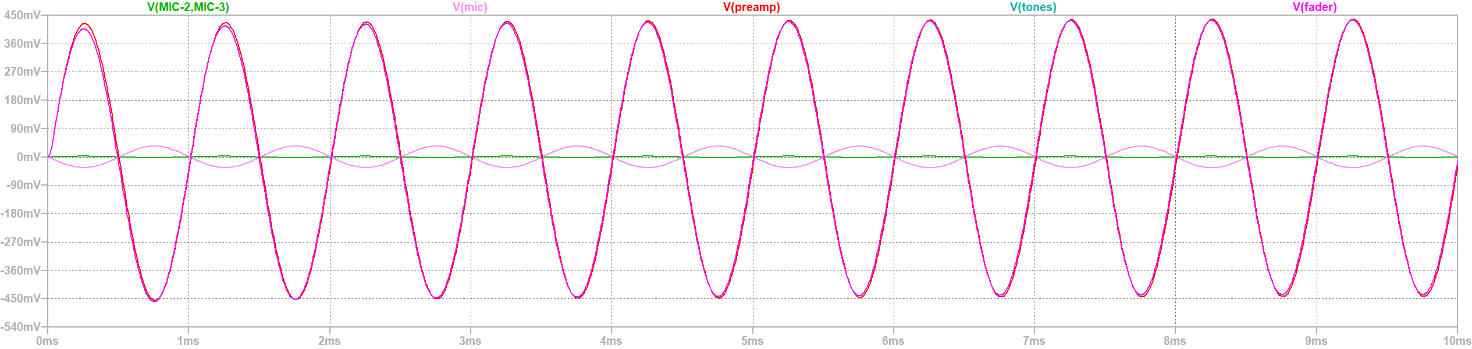 V(MIC-2,MIC-3) V(mic) V(preamp) V(tones) V(fader)
450mV
360mV
270mV
180mV
90mV
0mV
-90mV
-180mV
-270mV
-360mV
-450mV
-540mV
0ms 1ms 2ms 3ms 4ms 5ms 6ms 7ms 8ms 9ms 10ms